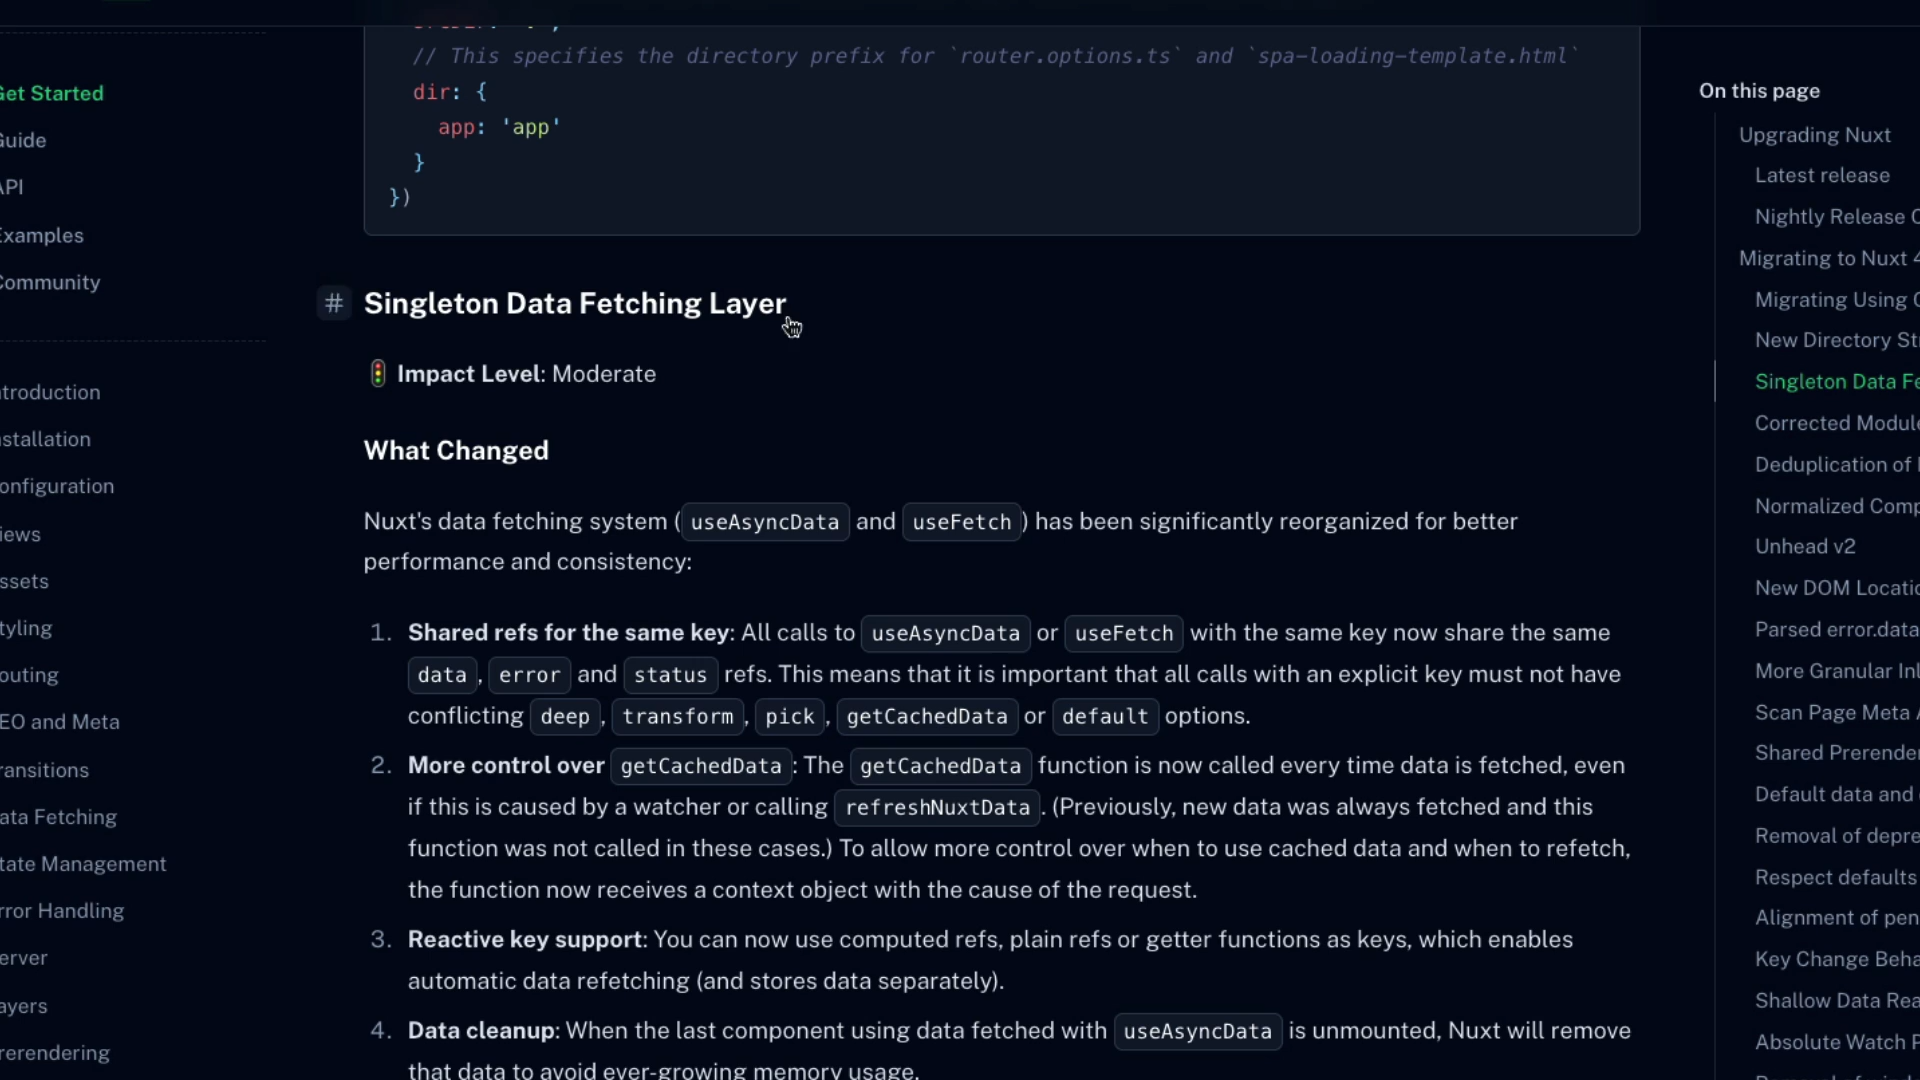 // This specifies the directory prefix for `router.options.ts` and `spa-loading-template.html`
dir: {
app: 'app'
}
})
Get Started
Guide
API
Examples
Community
Introduction
Installation
Configuration
Views
Assets
Styling
Routing
SEO and Meta
Transitions
Data Fetching
State Management
Error Handling
Server
Layers
Prerendering
# Singleton Data Fetching Layer
🚦 Impact Level: Moderate
What Changed
Nuxt's data fetching system ( useAsyncData and useFetch ) has been significantly reorganized for better
performance and consistency:
1. Shared refs for the same key: All calls to useAsyncData or useFetch with the same key now share the same
data , error and status refs. This means that it is important that all calls with an explicit key must not have
conflicting deep , transform , pick , getCachedData or default options.
2. More control over getCachedData : The getCachedData function is now called every time data is fetched, even
if this is caused by a watcher or calling refreshNuxtData . (Previously, new data was always fetched and this
function was not called in these cases.) To allow more control over when to use cached data and when to refetch,
the function now receives a context object with the cause of the request.
3. Reactive key support: You can now use computed refs, plain refs or getter functions as keys, which enables
automatic data refetching (and stores data separately).
4. Data cleanup: When the last component using data fetched with useAsyncData is unmounted, Nuxt will remove
that data to avoid ever-growing memory usage.
On this page
Upgrading Nuxt
Latest release
Nightly Release
Migrating to Nuxt 4
Migrating Using
New Directory
Singleton Data
Corrected
Deduplication of
Normalized
Unhead v2
New DOM
Parsed error.data
More Granular
Scan Page Meta
Shared
Default data and
Removal of
Respect defaults
Alignment of
Key Change
Shallow Data
Absolute Watch